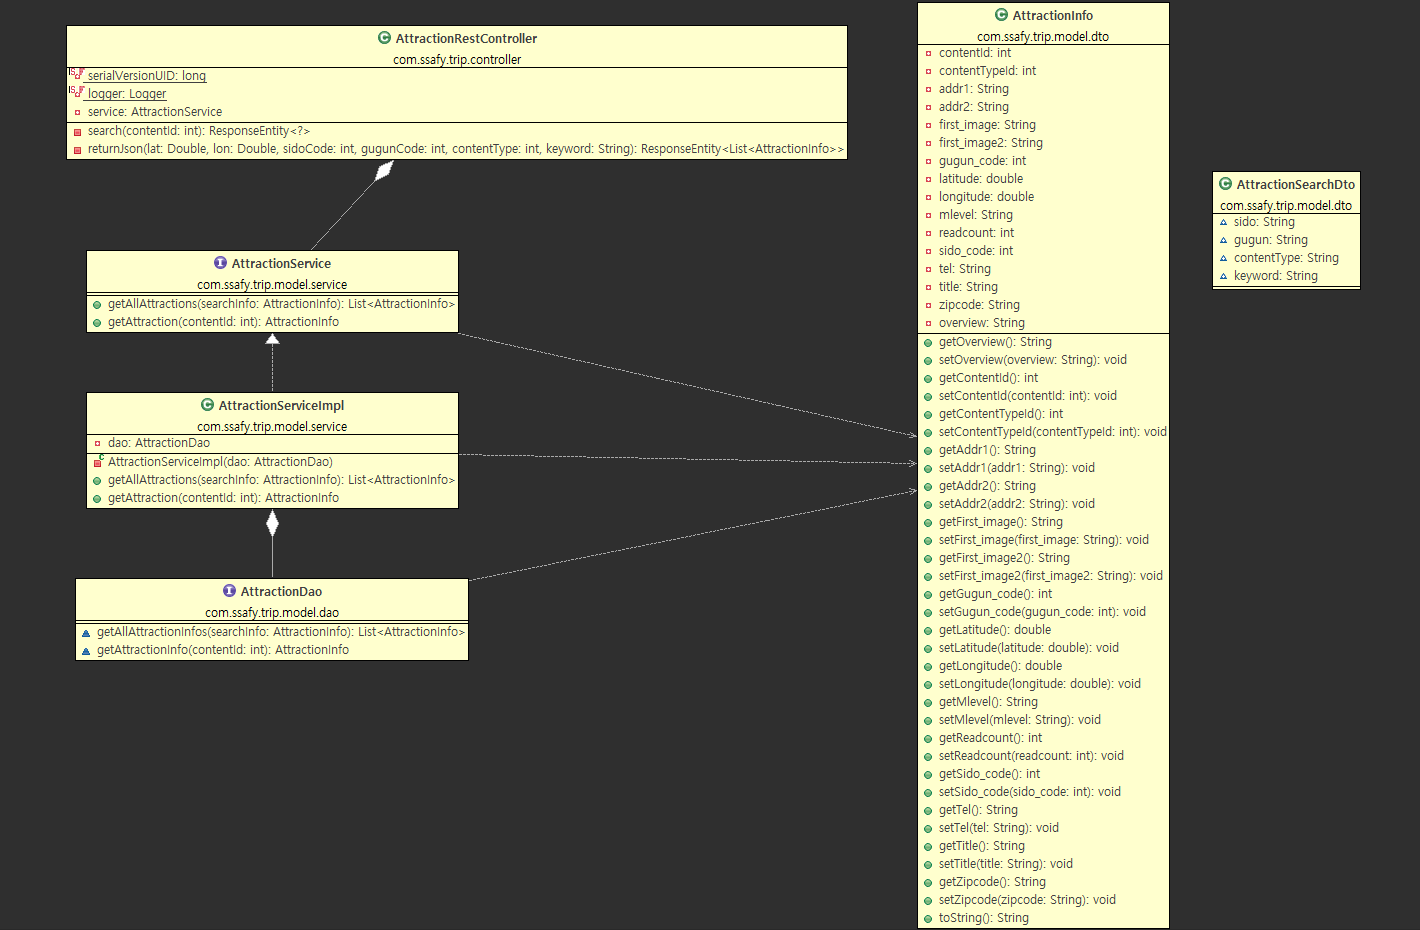 AttractionRestController
com.ssafy.trip.controller
serialVersionUID: long
logger: Logger
service: AttractionService
search(contentId: int): ResponseEntity<?>
returnJson(lat: Double, lon: Double, sidoCode: int, gugunCode: int, contentType: int, keyword: String): ResponseEntity<List<AttractionInfo>>
AttractionService
com.ssafy.trip.model.service
getAllAttractions(searchInfo: AttractionInfo): List<AttractionInfo>
getAttraction(contentId: int): AttractionInfo
AttractionServiceImpl
com.ssafy.trip.model.service
dao: AttractionDao
AttractionServiceImpl(dao: AttractionDao)
getAllAttractions(searchInfo: AttractionInfo): List<AttractionInfo>
getAttraction(contentId: int): AttractionInfo
AttractionDao
com.ssafy.trip.model.dao
getAllAttractionInfos(searchInfo: AttractionInfo): List<AttractionInfo>
getAttractionInfo(contentId: int): AttractionInfo
AttractionInfo
com.ssafy.trip.model.dto
contentId: int
contentTypeId: int
addr1: String
addr2: String
first_image: String
first_image2: String
gugun_code: int
latitude: double
longitude: double
mlevel: String
readcount: int
sido_code: int
tel: String
title: String
zipcode: String
overview: String
getOverview(): String
setOverview(overview: String): void
getContentId(): int
setContentId(contentId: int): void
getContentTypeId(): int
setContentTypeId(contentTypeId: int): void
getAddr1(): String
setAddr1(addr1: String): void
getAddr2(): String
setAddr2(addr2: String): void
getFirst_image(): String
setFirst_image(first_image: String): void
getFirst_image2(): String
setFirst_image2(first_image2: String): void
getGugun_code(): int
setGugun_code(gugun_code: int): void
getLatitude(): double
setLatitude(latitude: double): void
getLongitude(): double
setLongitude(longitude: double): void
getMlevel(): String
setMlevel(mlevel: String): void
getReadcount(): int
setReadcount(readcount: int): void
getSido_code(): int
setSido_code(sido_code: int): void
getTel(): String
setTel(tel: String): void
getTitle(): String
setTitle(title: String): void
getZipcode(): String
setZipcode(zipcode: String): void
toString(): String
AttractionSearchDto
com.ssafy.trip.model.dto
sido: String
gugun: String
contentType: String
keyword: String